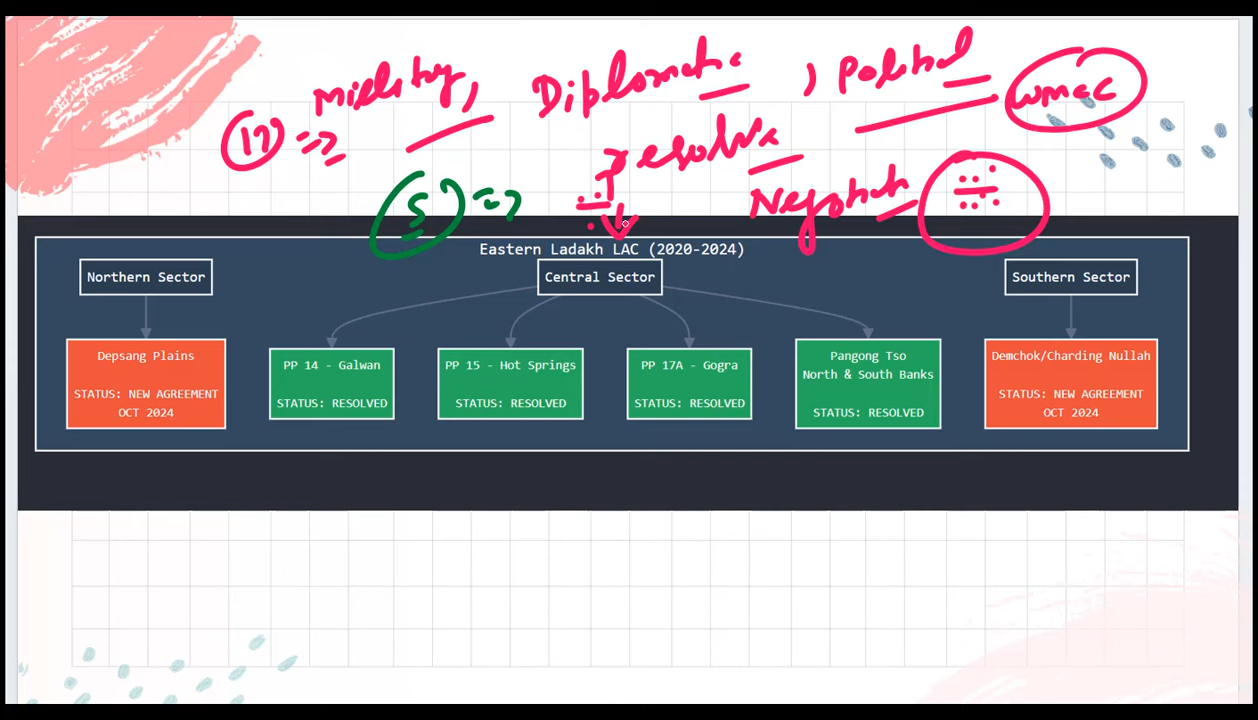 Military, Diplomatic, Political WMCC
17 =>
resolve
5 => Negotiate
Eastern Ladakh LAC (2020-2024)
Northern Sector Central Sector Southern Sector
Depsang Plains
STATUS: NEW AGREEMENT
OCT 2024
PP 14 - Galwan
STATUS: RESOLVED
PP 15 - Hot Springs
STATUS: RESOLVED
PP 17A - Gogra
STATUS: RESOLVED
Pangong Tso
North & South Banks
STATUS: RESOLVED
Demchok/Charding Nullah
STATUS: NEW AGREEMENT
OCT 2024